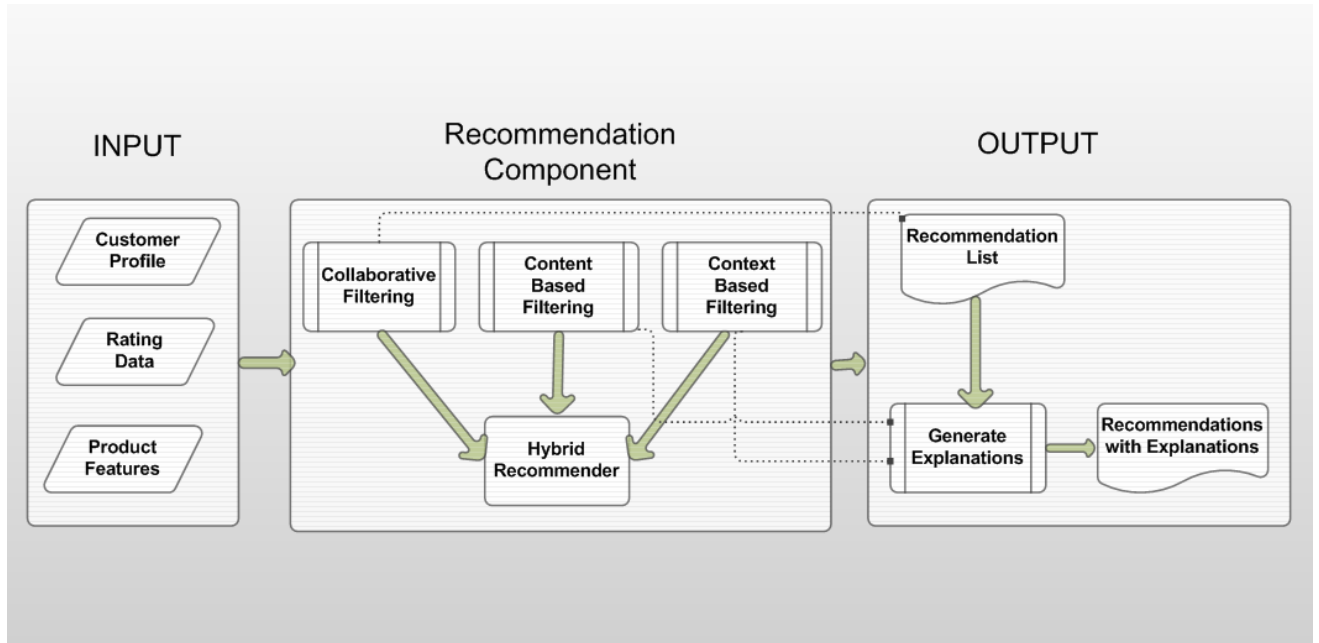 INPUT
Recommendation
Component
OUTPUT
Customer
Profile
Rating
Data
Product
Features
Collaborative
Filtering
Content
Based
Filtering
Context
Based
Filtering
Hybrid
Recommender
Recommendation
List
Generate
Explanations
Recommendations
with Explanations